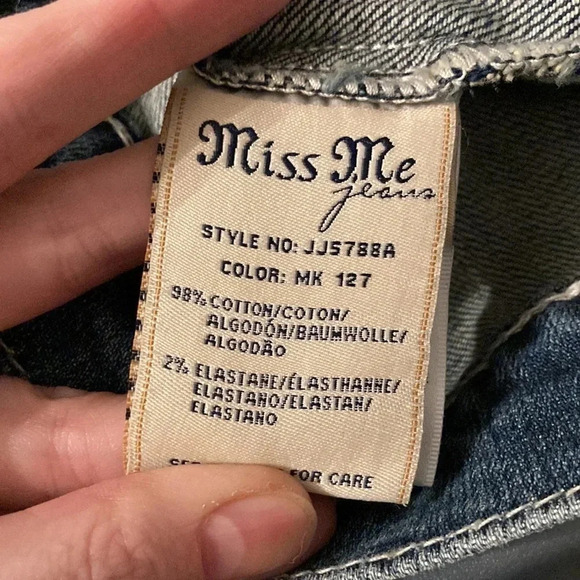 Miss Me
jeans
STYLE NO: JJ5788A
COLOR: MK 127
98% COTTON/COTON/
ALGODÓN/BAUMWOLLE/
ALGODÃO
2% ELASTANE/ÉLASTHANNE/
ELASTANO/ELASTAN/
ELASTANO
FOR CARE